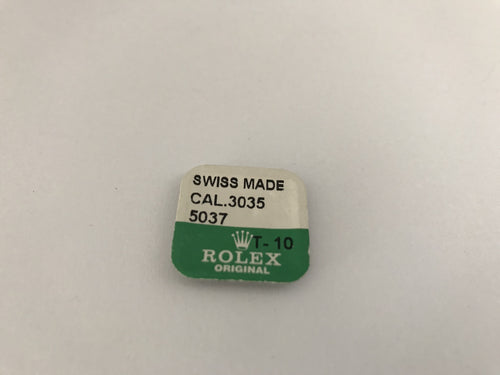 SWISS MADE
CAL.3035
5037
T-10
ROLEX
ORIGINAL